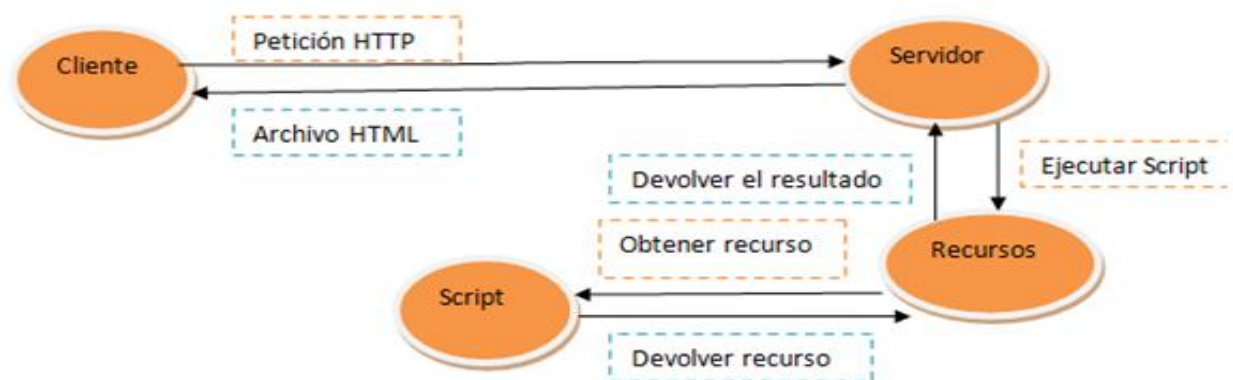 Petición HTTP
Cliente
Servidor
Archivo HTML
Ejecutar Script
Devolver el resultado
Obtener recurso
Recursos
Script
Devolver recurso